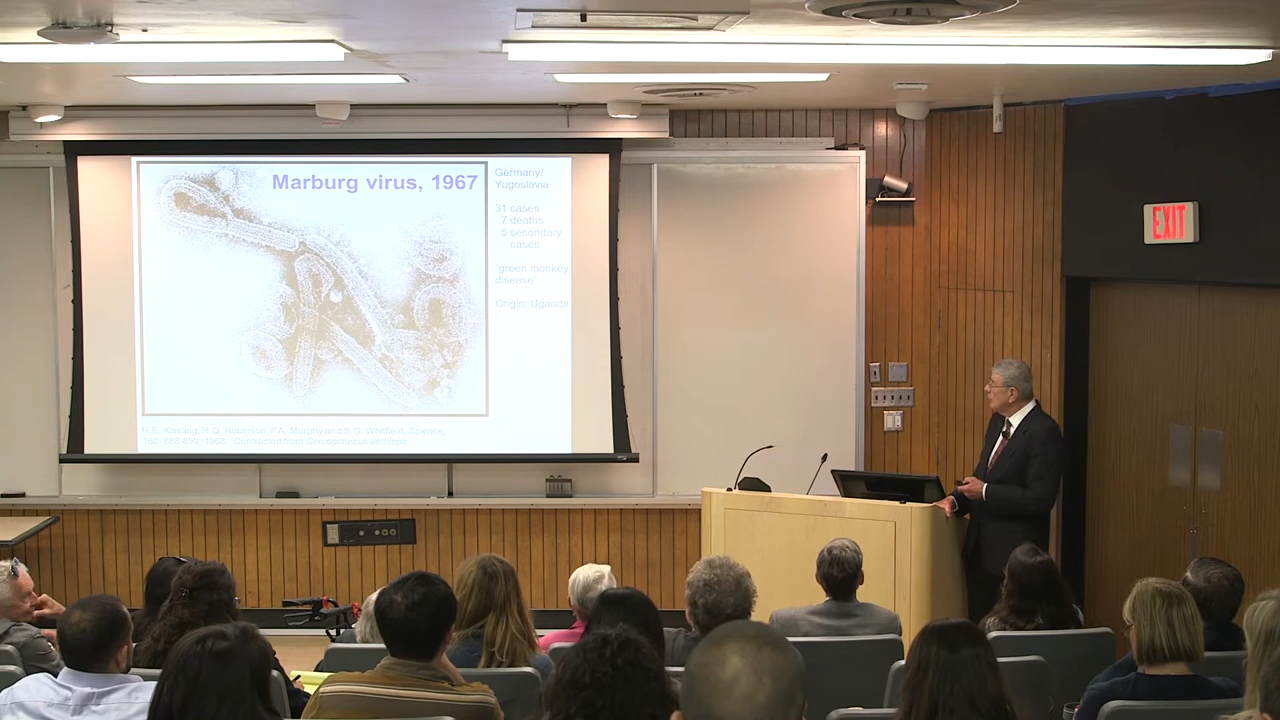 Marburg virus, 1967
Germany/
Yugoslavia
31 cases
7 deaths
5 secondary
cases
"green monkey
disease"
Origin: Uganda
R.E. Kissling, R.Q. Robinson, F.A. Murphy and S.G. Whitfield, Science,
160: 888-890, 1968. Contracted from Cercopithecus aethiops
EXIT